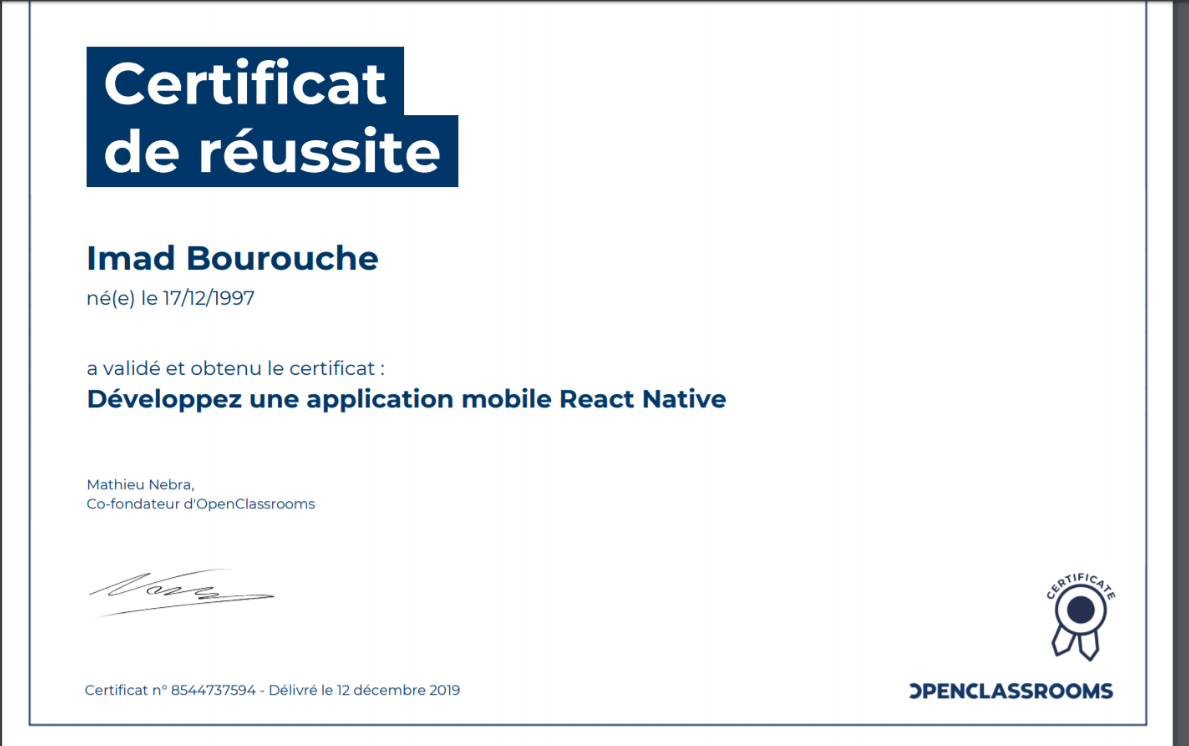 Certificat
de réussite
Imad Bourouche
né(e) le 17/12/1997
a validé et obtenu le certificat :
Développez une application mobile React Native
Mathieu Nebra,
Co-fondateur d'OpenClassrooms
CERTIFICATE
Certificat n° 8544737594 - Délivré le 12 décembre 2019
OPENCLASSROOMS